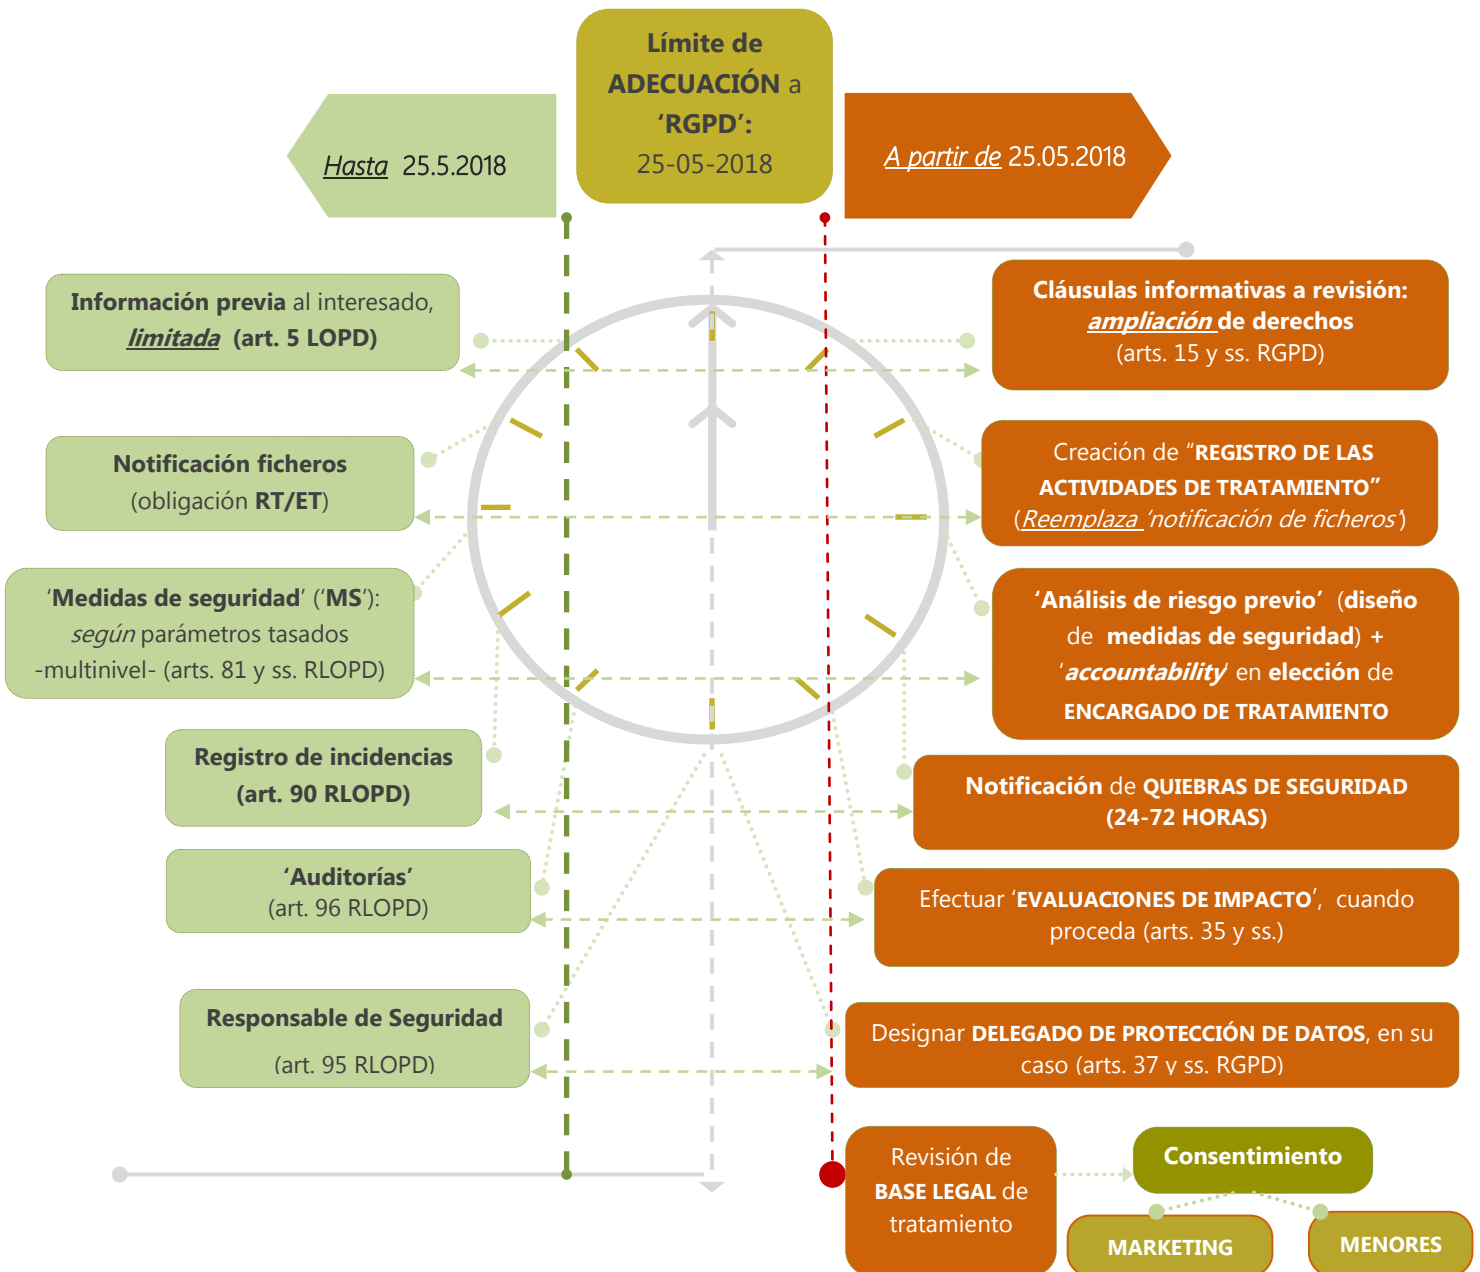 Límite de
ADECUACIÓN a
‘RGPD’:
25-05-2018
Hasta 25.5.2018
A partir de 25.05.2018
Información previa al interesado,
limitada (art. 5 LOPD)
Cláusulas informativas a revisión:
ampliación de derechos
(arts. 15 y ss. RGPD)
Notificación ficheros
(obligación RT/ET)
Creación de “REGISTRO DE LAS
ACTIVIDADES DE TRATAMIENTO”
(Reemplaza ‘notificación de ficheros’)
‘Medidas de seguridad’ (‘MS’):
según parámetros tasados
-multinivel- (arts. 81 y ss. RLOPD)
‘Análisis de riesgo previo’ (diseño
de medidas de seguridad) +
‘accountability’ en elección de
ENCARGADO DE TRATAMIENTO
Registro de incidencias
(art. 90 RLOPD)
Notificación de QUIEBRAS DE SEGURIDAD
(24-72 HORAS)
‘Auditorías’
(art. 96 RLOPD)
Efectuar ‘EVALUACIONES DE IMPACTO’, cuando
proceda (arts. 35 y ss.)
Responsable de Seguridad
(art. 95 RLOPD)
Designar DELEGADO DE PROTECCIÓN DE DATOS, en su
caso (arts. 37 y ss. RGPD)
Revisión de
BASE LEGAL de
tratamiento
Consentimiento
MARKETING
MENORES